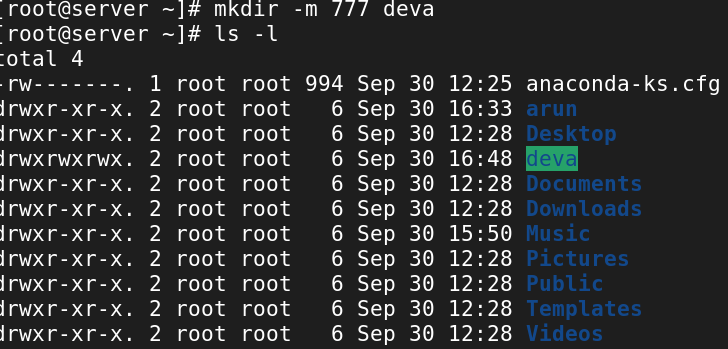 [root@server ~]# mkdir -m 777 deva
[root@server ~]# ls -l
total 4
-rw-------. 1 root root 994 Sep 30 12:25 anaconda-ks.cfg
drwxr-xr-x. 2 root root   6 Sep 30 16:33 arun
drwxr-xr-x. 2 root root   6 Sep 30 12:28 Desktop
drwxrwxrwx. 2 root root   6 Sep 30 16:48 deva
drwxr-xr-x. 2 root root   6 Sep 30 12:28 Documents
drwxr-xr-x. 2 root root   6 Sep 30 12:28 Downloads
drwxr-xr-x. 2 root root   6 Sep 30 15:50 Music
drwxr-xr-x. 2 root root   6 Sep 30 12:28 Pictures
drwxr-xr-x. 2 root root   6 Sep 30 12:28 Public
drwxr-xr-x. 2 root root   6 Sep 30 12:28 Templates
drwxr-xr-x. 2 root root   6 Sep 30 12:28 Videos